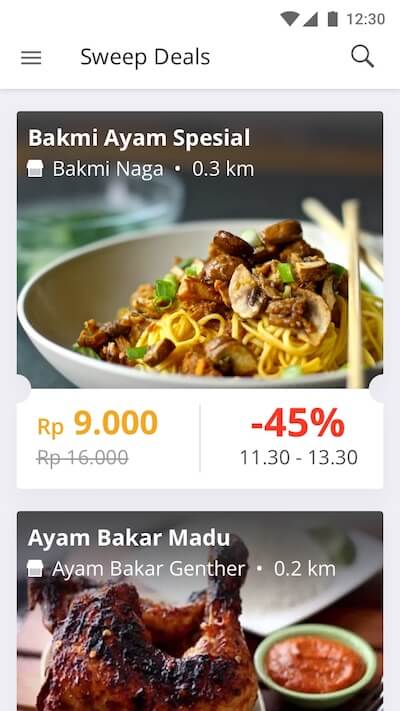 12:30
Sweep Deals
Bakmi Ayam Spesial
Bakmi Naga • 0.3 km
Rp 9.000
-45%
Rp 16.000
11.30 - 13.30
Ayam Bakar Madu
Ayam Bakar Genther • 0.2 km